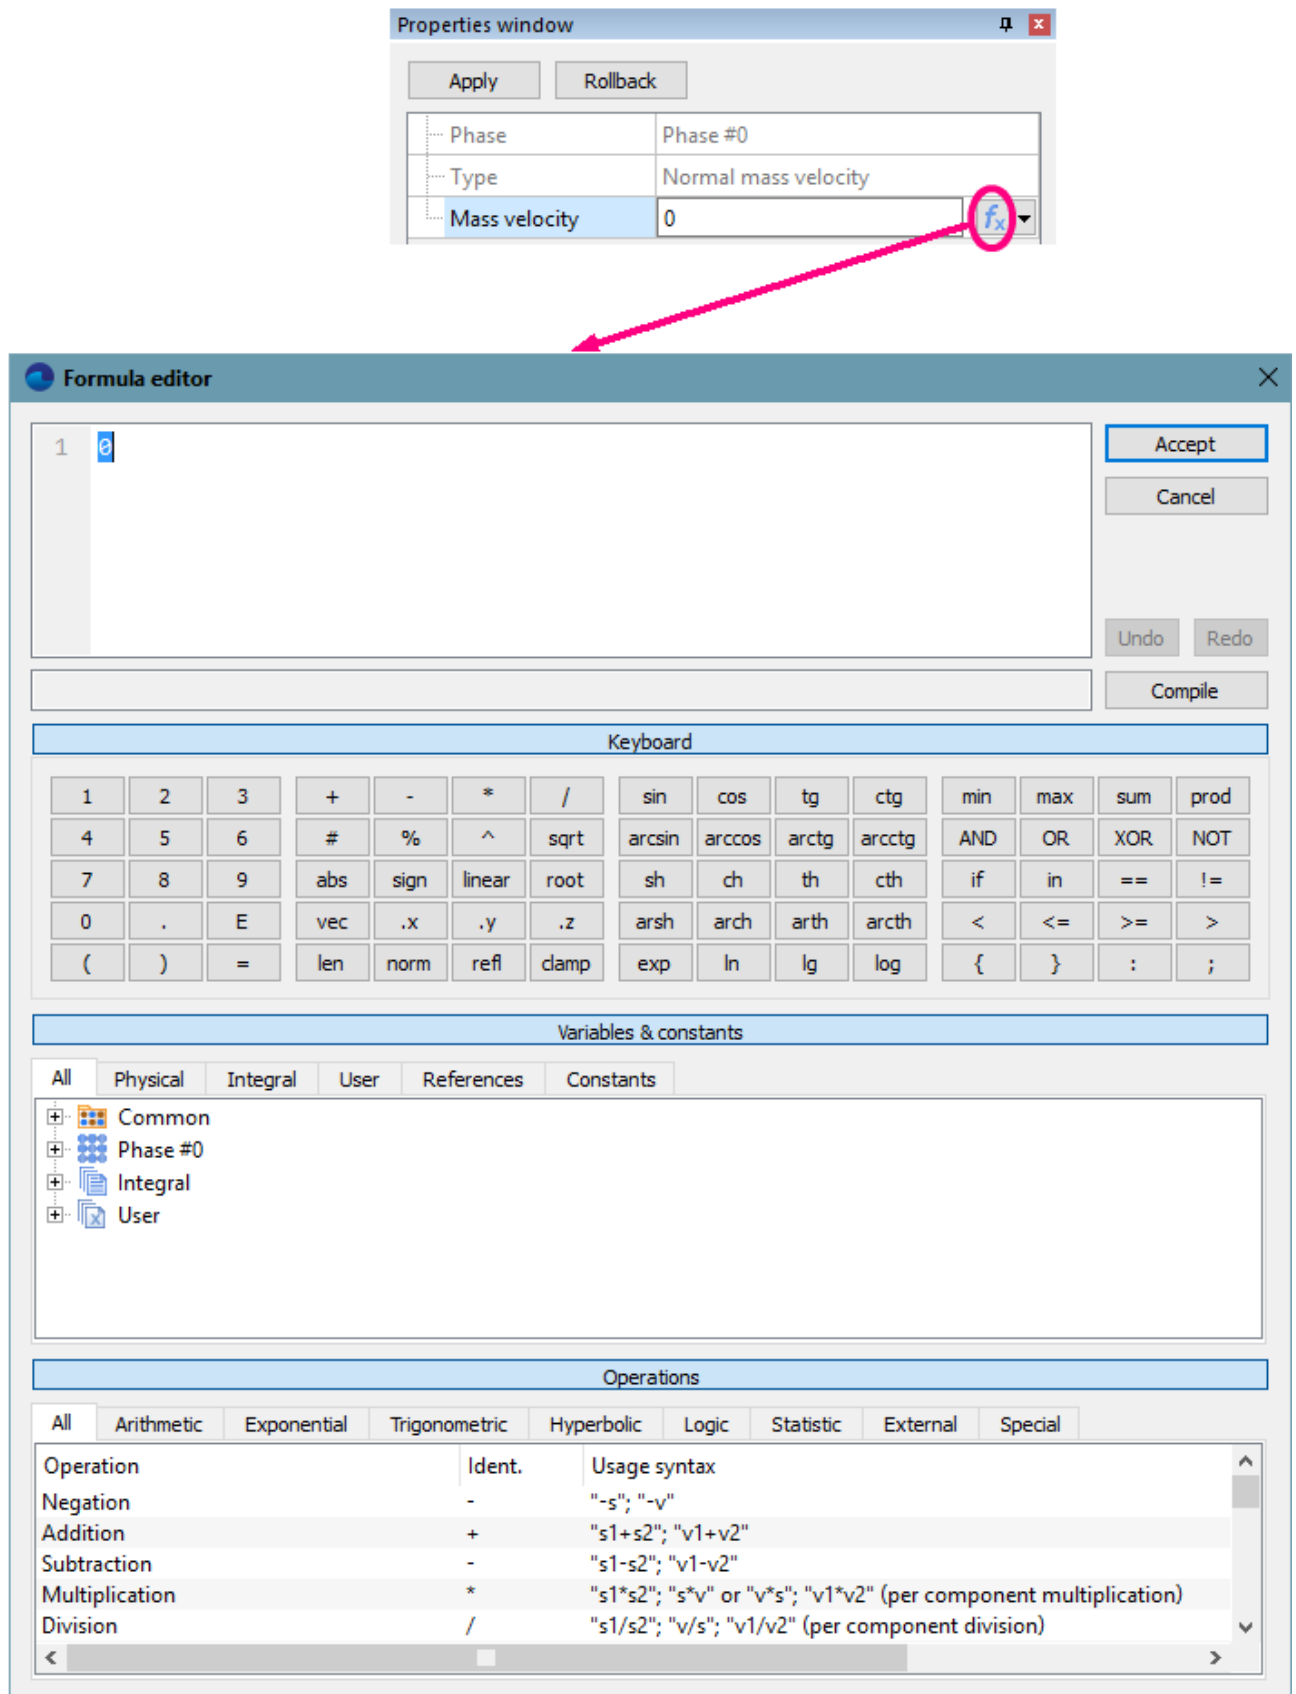 Properties window
Apply Rollback
Phase Phase #0
Type Normal mass velocity
Mass velocity 0 fx
Formula editor
1 0
Accept
Cancel
Undo Redo
Compile
Keyboard
1 2 3 + - * / sin cos tg ctg min max sum prod
4 5 6 # % ^ sqrt arcsin arccos arctg arcctg AND OR XOR NOT
7 8 9 abs sign linear root sh ch th cth if in == !=
0 . E vec .x .y .z arsh arch arth arcth < <= >= >
( ) = len norm refl clamp exp ln lg log { } : ;
Variables & constants
All Physical Integral User References Constants
Common
Phase #0
Integral
User
Operations
All Arithmetic Exponential Trigonometric Hyperbolic Logic Statistic External Special
Operation Ident. Usage syntax
Negation - "-s"; "-v"
Addition + "s1+s2"; "v1+v2"
Subtraction - "s1-s2"; "v1-v2"
Multiplication * "s1*s2"; "s*v" or "v*s"; "v1*v2" (per component multiplication)
Division / "s1/s2"; "v/s"; "v1/v2" (per component division)